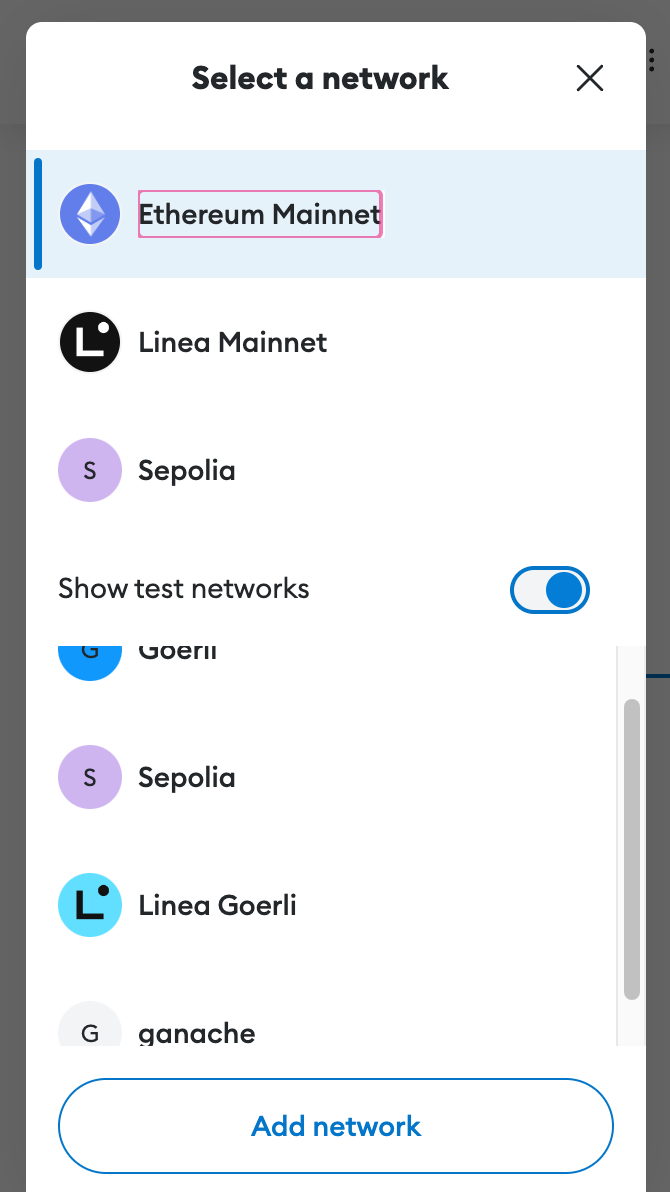 Select a network
Ethereum Mainnet
Linea Mainnet
S Sepolia
Show test networks
G Goerli
S Sepolia
Linea Goerli
G ganache
Add network